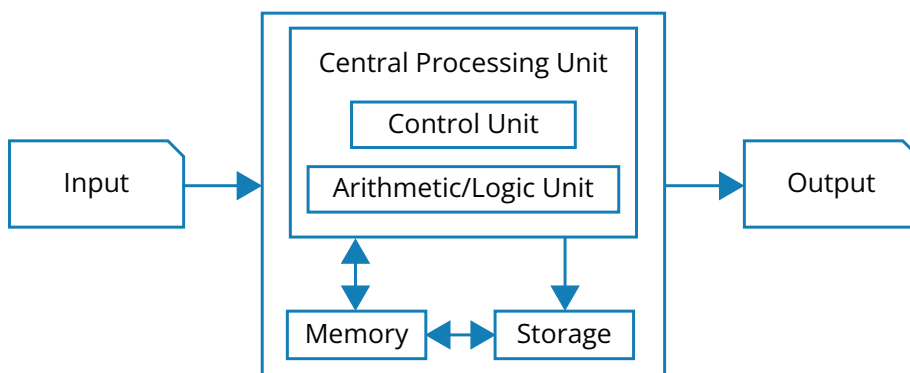 Central Processing Unit
Control Unit
Input
Arithmetic/Logic Unit
Output
Memory
Storage